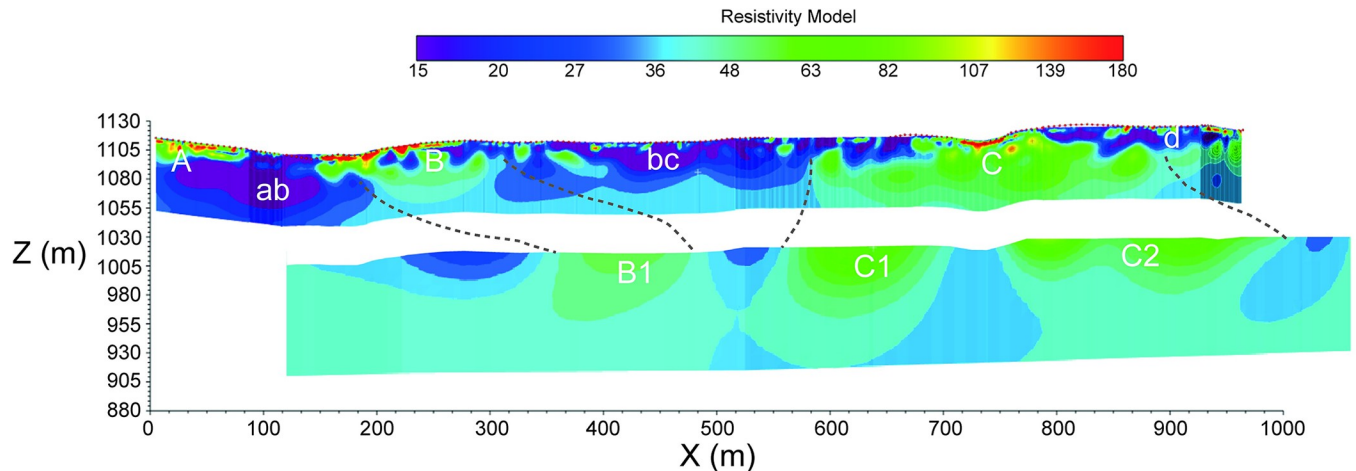 Resistivity Model
15 20 27 36 48 63 82 107 139 180
1130
1105
1080
1055
1030
1005
980
955
930
905
880
Z (m)
A
ab
B
bc
C
d
B1
C1
C2
0 100 200 300 400 500 600 700 800 900 1000
X (m)